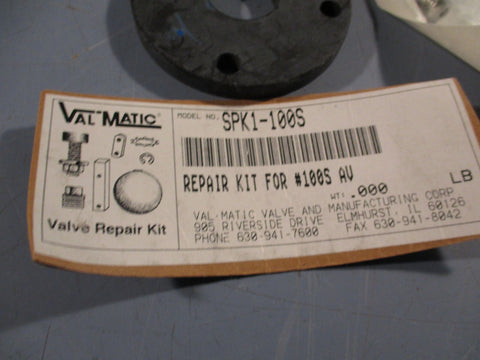 VAL MATIC®
MODEL NO. SPK1-100S
REPAIR KIT FOR #100S AV
WT: .000 LB
VAL-MATIC VALVE AND MANUFACTURING CORP
905 RIVERSIDE DRIVE ELMHURST, IL 60126
PHONE 630-941-7600 FAX 630-941-8042
Valve Repair Kit